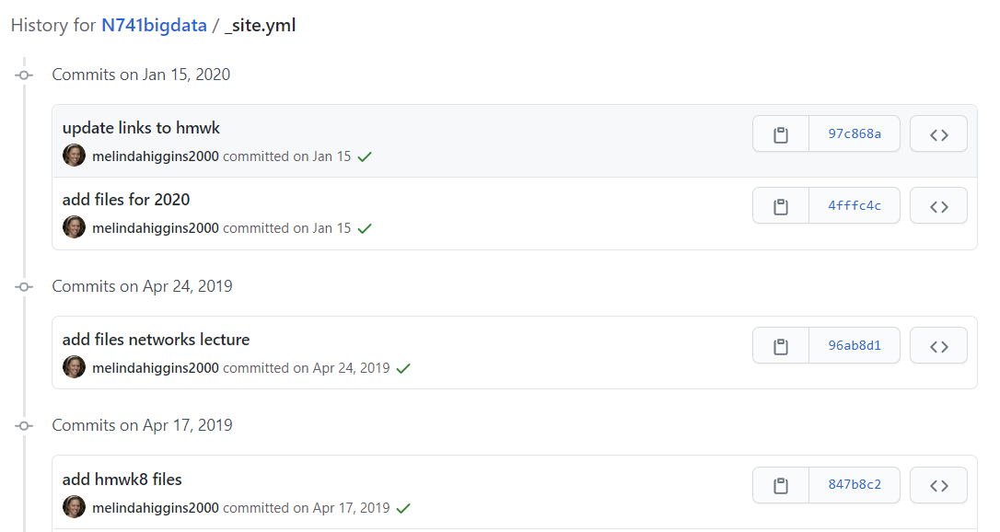 History for N741bigdata / _site.yml
Commits on Jan 15, 2020
update links to hmwk
97c868a
melindahiggins2000 committed on Jan 15
add files for 2020
4fffc4c
melindahiggins2000 committed on Jan 15
Commits on Apr 24, 2019
add files networks lecture
96ab8d1
melindahiggins2000 committed on Apr 24, 2019
Commits on Apr 17, 2019
add hmwk8 files
847b8c2
melindahiggins2000 committed on Apr 17, 2019